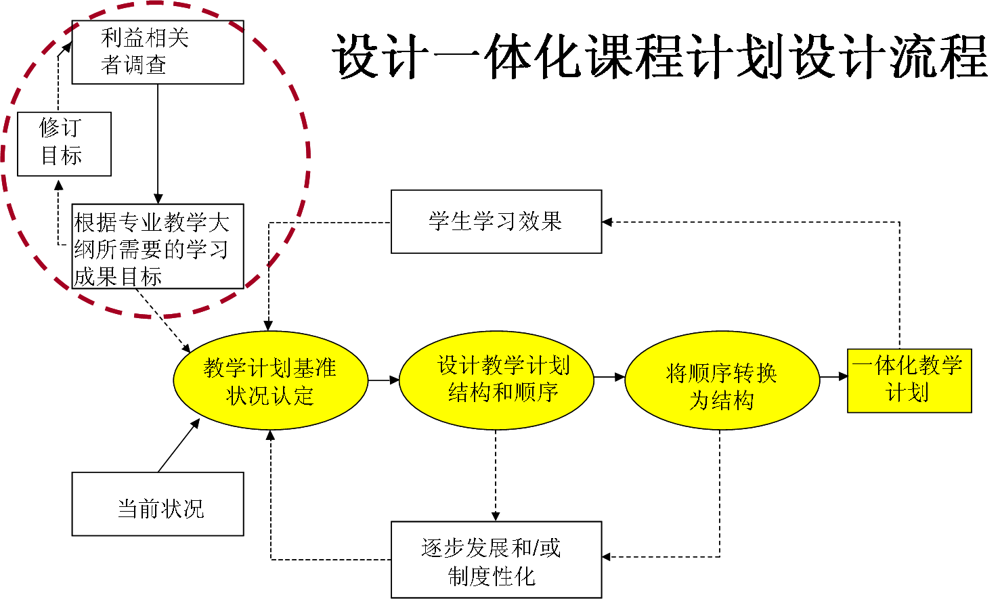 设计一体化课程计划设计流程
利益相关
者调查
修订
目标
根据专业教学大
纲所需要的学习
成果目标
学生学习效果
教学计划基准
状况认定
设计教学计划
结构和顺序
将顺序转换
为结构
一体化教学
计划
当前状况
逐步发展和/或
制度性化